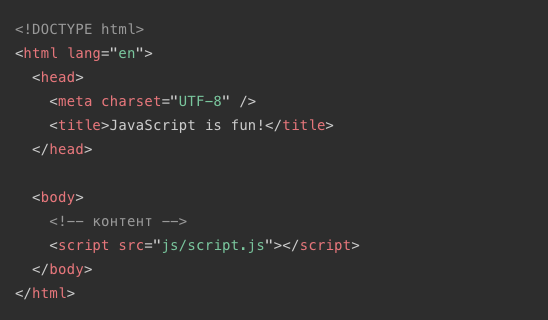 <!DOCTYPE html>
<html lang="en">
  <head>
    <meta charset="UTF-8" />
    <title>JavaScript is fun!</title>
  </head>

  <body>
    <!-- контент -->
    <script src="js/script.js"></script>
  </body>
</html>